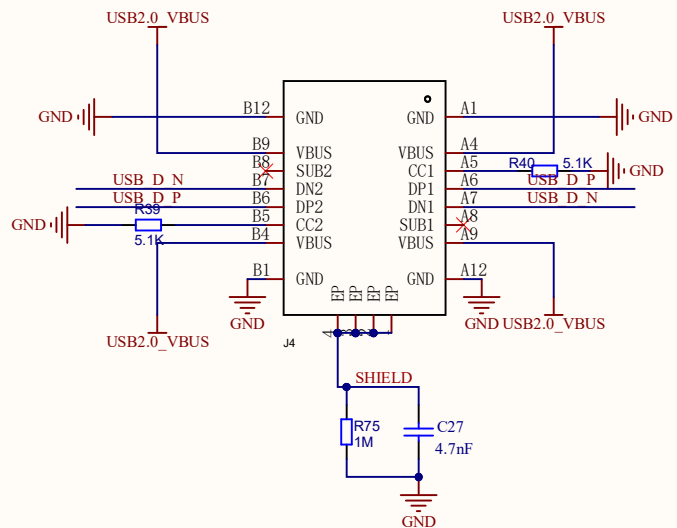 USB2.0_VBUS
USB2.0_VBUS
GND B12 GND GND A1 GND
B9 VBUS VBUS A4
B8 SUB2 CC1 A5 R40 5.1K GND
USB_D_N B7 DN2 DP1 A6 USB_D_P
USB_D_P B6 DP2 DN1 A7 USB_D_N
GND R39 B5 CC2 SUB1 A8
5.1K B4 VBUS VBUS A9
B1 GND GND A12
EP EP EP EP
GND GND USB2.0_VBUS
USB2.0_VBUS
J4
4
SHIELD
R75 C27
1M 4.7nF
GND